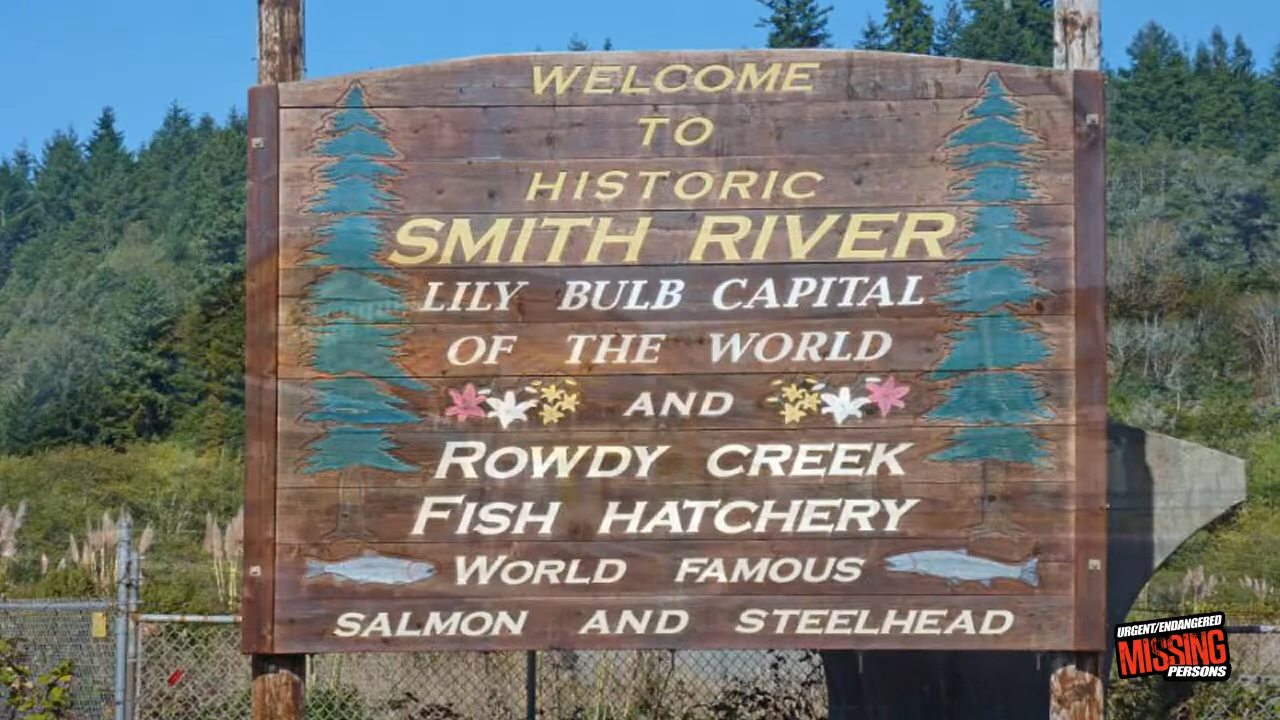 WELCOME
TO
HISTORIC
SMITH RIVER
LILY BULB CAPITAL
OF THE WORLD
AND
ROWDY CREEK
FISH HATCHERY
WORLD FAMOUS
SALMON AND STEELHEAD
URGENT/ENDANGERED
MISSING
PERSONS